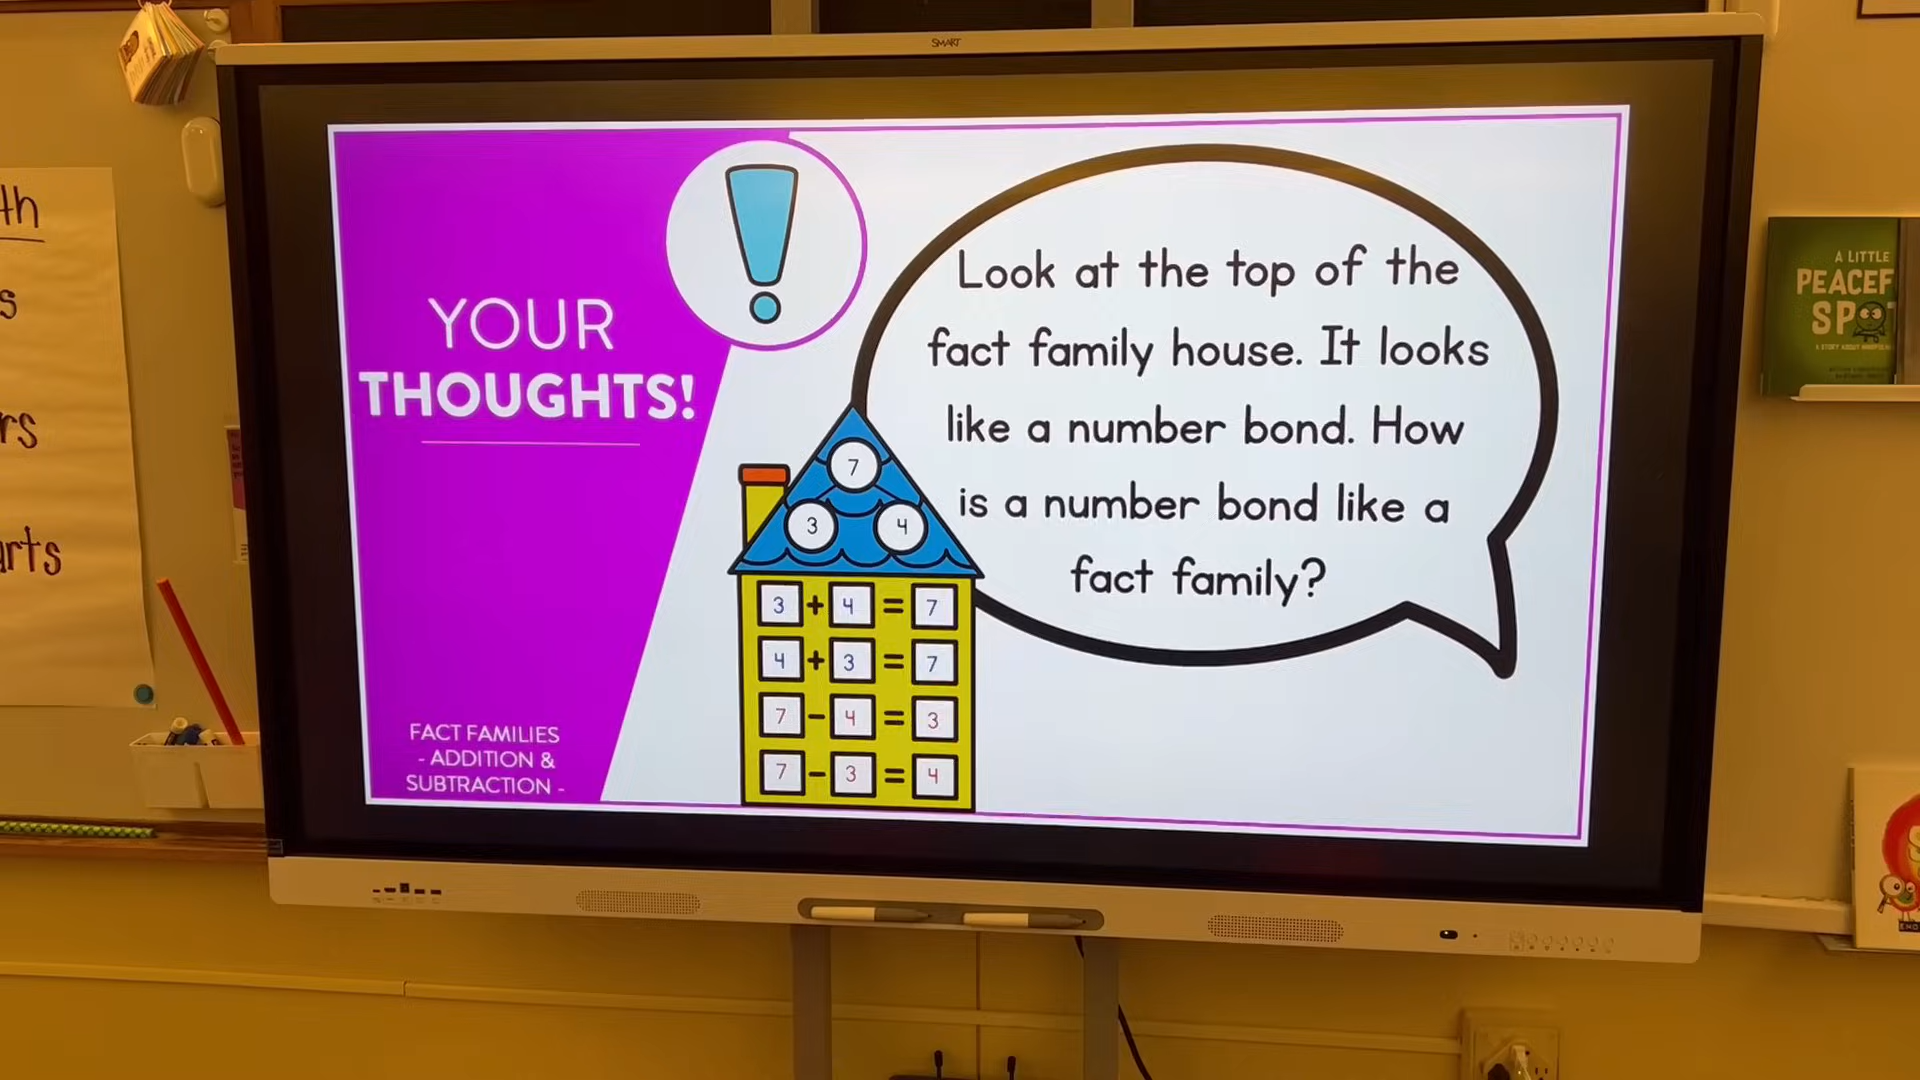 SMART
YOUR
THOUGHTS!
Look at the top of the
fact family house. It looks
like a number bond. How
is a number bond like a
fact family?
7
3 4
3 + 4 = 7
4 + 3 = 7
7 - 4 = 3
7 - 3 = 4
FACT FAMILIES
- ADDITION &
SUBTRACTION -
A LITTLE
PEACEF
SPOT
th
s
rs
arts